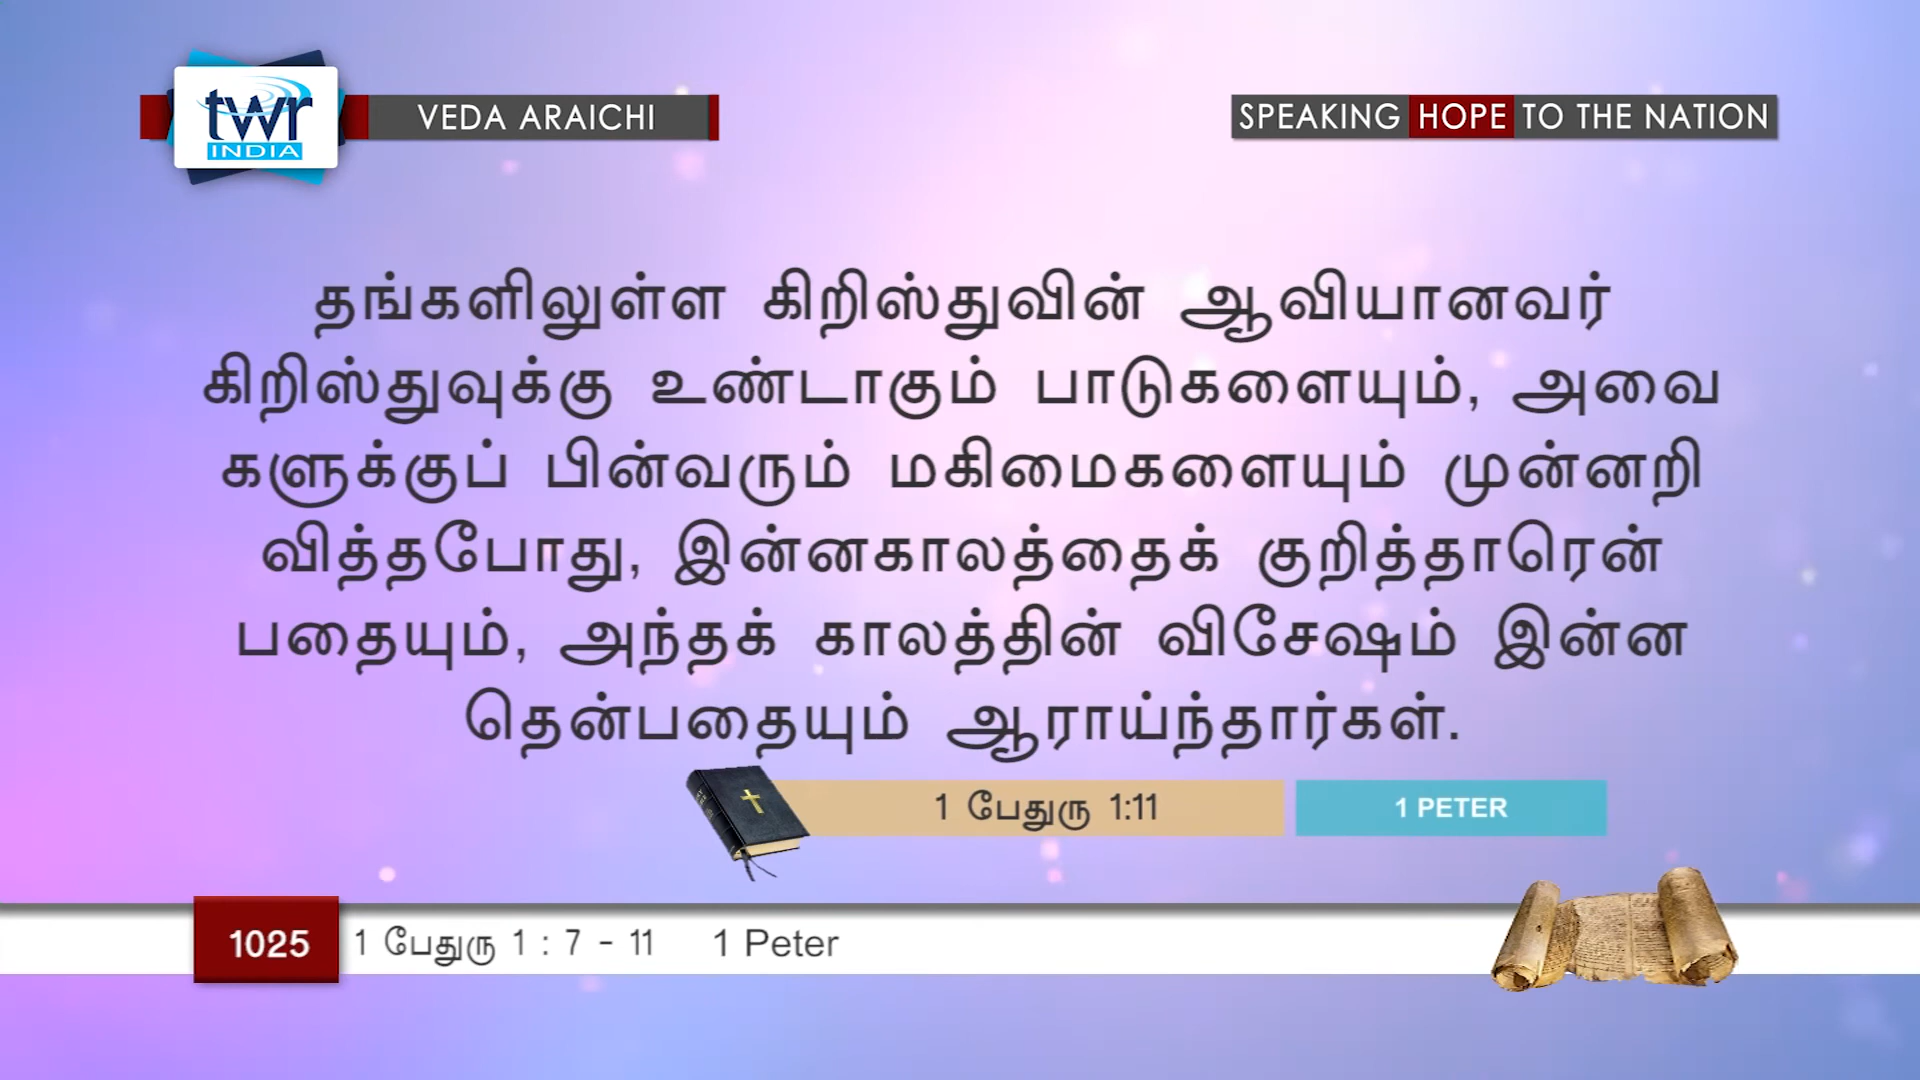 twr
INDIA
VEDA ARAICHI
SPEAKING HOPE TO THE NATION
தங்களிலுள்ள கிறிஸ்துவின் ஆவியானவர்
கிறிஸ்துவுக்கு உண்டாகும் பாடுகளையும், அவை
களுக்குப் பின்வரும் மகிமைகளையும் முன்னறி
வித்தபோது, இன்னகாலத்தைக் குறித்தாரென்
பதையும், அந்தக் காலத்தின் விசேஷம் இன்ன
தென்பதையும் ஆராய்ந்தார்கள்.
1 பேதுரு 1:11
1 PETER
1025
1 பேதுரு 1 : 7 - 11 1 Peter